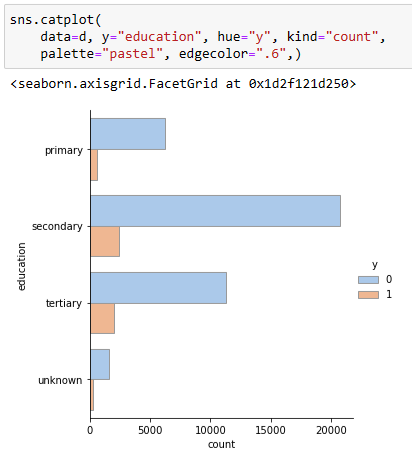 sns.catplot(
    data=d, y="education", hue="y", kind="count",
    palette="pastel", edgecolor=".6",)
<seaborn.axisgrid.FacetGrid at 0x1d2f121d250>
primary
secondary
tertiary
unknown
education
y
0
1
0 5000 10000 15000 20000
count